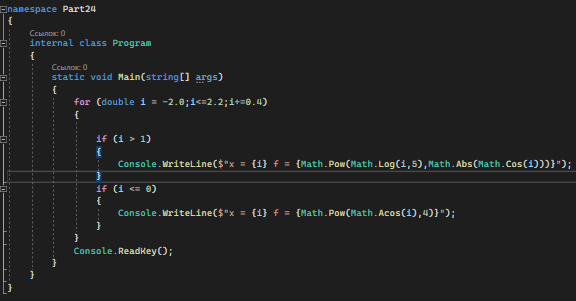 namespace Part24
{
Ссылок: 0
internal class Program
{
Ссылок: 0
static void Main(string[] args)
{
for (double i = -2.0;i<=2.2;i+=0.4)
{
if (i > 1)
{
Console.WriteLine($"x = {i} f = {Math.Pow(Math.Log(i,5),Math.Abs(Math.Cos(i)))}");
}
if (i <= 0)
{
Console.WriteLine($"x = {i} f = {Math.Pow(Math.Acos(i),4)}");
}
}
Console.ReadKey();
}
}
}